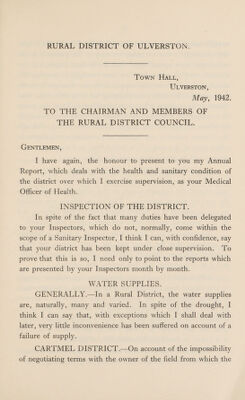 RURAL DISTRICT OF ULVERSTON.
TOWN HALL,
ULVERSTON,
May, 1942.
TO THE CHAIRMAN AND MEMBERS OF
THE RURAL DISTRICT COUNCIL.
GENTLEMEN,
I have again, the honour to present to you my Annual
Report, which deals with the health and sanitary condition of
the district over which I exercise supervision, as your Medical
Officer of Health.
INSPECTION OF THE DISTRICT.
In spite of the fact that many duties have been delegated
to your Inspectors, which do not, normally, come within the
scope of a Sanitary Inspector, I think I can, with confidence, say
that your district has been kept under close supervision. To
prove that this is so, I need only to point to the reports which
are presented by your Inspectors month by month.
WATER SUPPLIES.
GENERALLY.—In a Rural District, the water supplies
are, naturally, many and varied. In spite of the drought, I
think I can say that, with exceptions which I shall deal with
later, very little inconvenience has been suffered on account of a
failure of supply.
CARTMEL DISTRICT.—On account of the impossibility
of negotiating terms with the owner of the field from which the